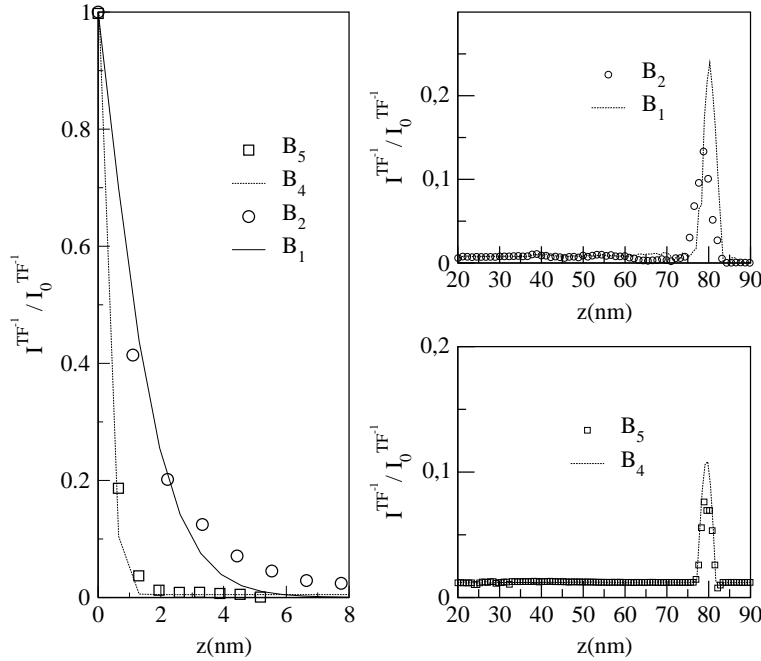 1
0.8
0.6
0.4
0.2
0
0 2 4 6 8
z(nm)
I^TF^-1 / I_0^TF^-1
B_5
B_4
B_2
B_1
0,2
0,1
0
20 30 40 50 60 70 80 90
z(nm)
I^TF^-1 / I_0^TF^-1
B_2
B_1
0,2
0,1
0
20 30 40 50 60 70 80 90
z(nm)
I^TF^-1 / I_0^TF^-1
B_5
B_4